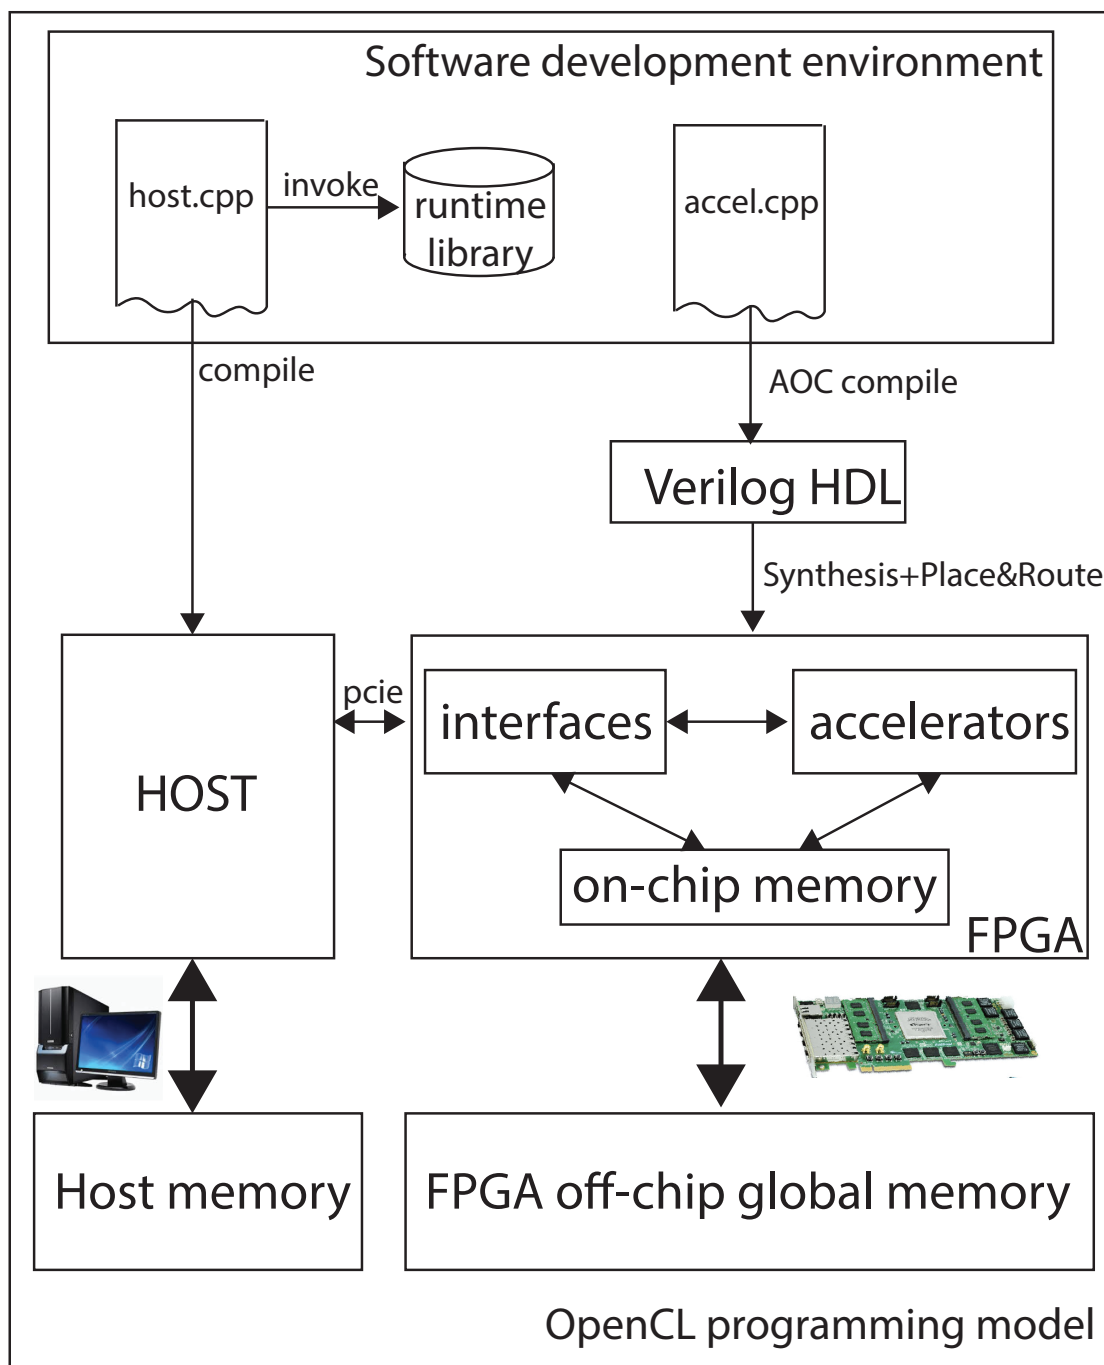 Software development environment
host.cpp
invoke
runtime
library
accel.cpp
compile
AOC compile
Verilog HDL
Synthesis+Place&Route
HOST
pcie
interfaces
accelerators
on-chip memory
FPGA
Host memory
FPGA off-chip global memory
OpenCL programming model